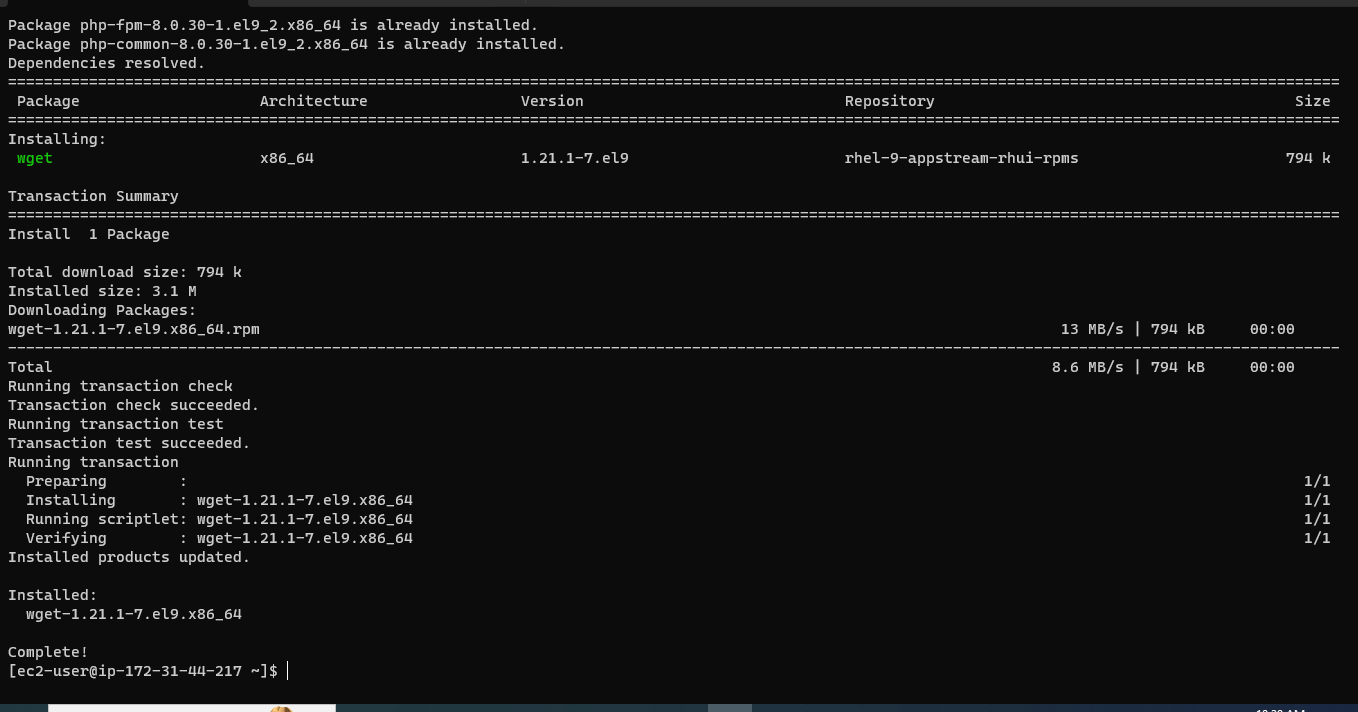 Package php-fpm-8.0.30-1.el9_2.x86_64 is already installed.
Package php-common-8.0.30-1.el9_2.x86_64 is already installed.
Dependencies resolved.
Package Architecture Version Repository Size
Installing:
wget x86_64 1.21.1-7.el9 rhel-9-appstream-rhui-rpms 794 k
Transaction Summary
Install 1 Package
Total download size: 794 k
Installed size: 3.1 M
Downloading Packages:
wget-1.21.1-7.el9.x86_64.rpm 13 MB/s | 794 kB 00:00
Total 8.6 MB/s | 794 kB 00:00
Running transaction check
Transaction check succeeded.
Running transaction test
Transaction test succeeded.
Running transaction
Preparing : 1/1
Installing : wget-1.21.1-7.el9.x86_64 1/1
Running scriptlet: wget-1.21.1-7.el9.x86_64 1/1
Verifying : wget-1.21.1-7.el9.x86_64 1/1
Installed products updated.
Installed:
wget-1.21.1-7.el9.x86_64
Complete!
[ec2-user@ip-172-31-44-217 ~]$